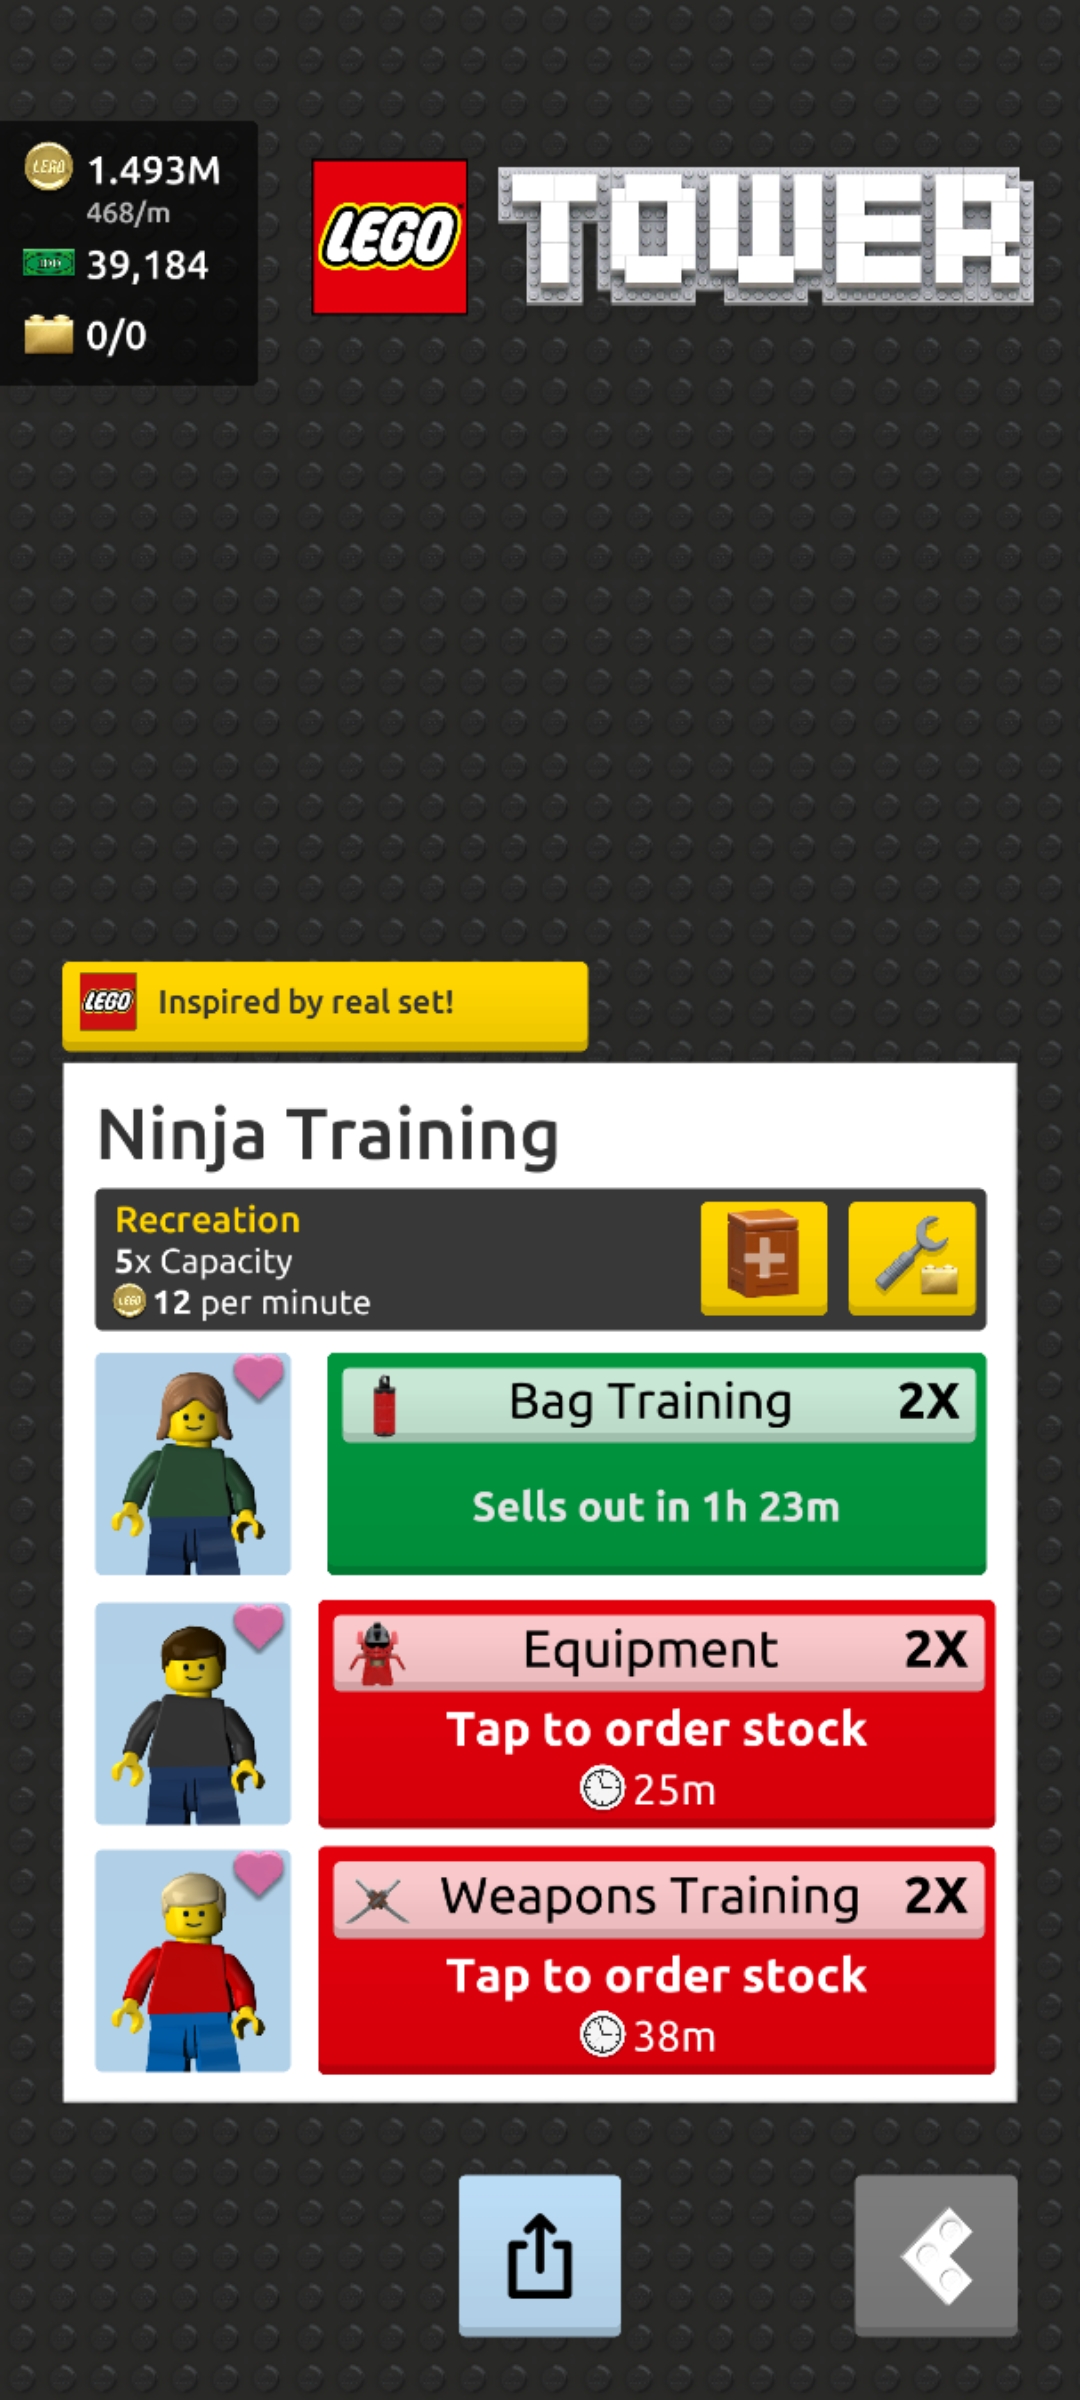 LEGO
1.493M
468/m
39,184
0/0
LEGO TOWER
LEGO
Inspired by real set!
Ninja Training
Recreation
5x Capacity
LEGO 12 per minute
Bag Training 2X
Sells out in 1h 23m
Equipment 2X
Tap to order stock
25m
Weapons Training 2X
Tap to order stock
38m